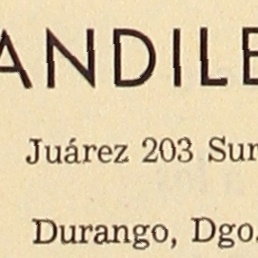 ANDILE
Juárez 203 Sur
Durango, Dgo.